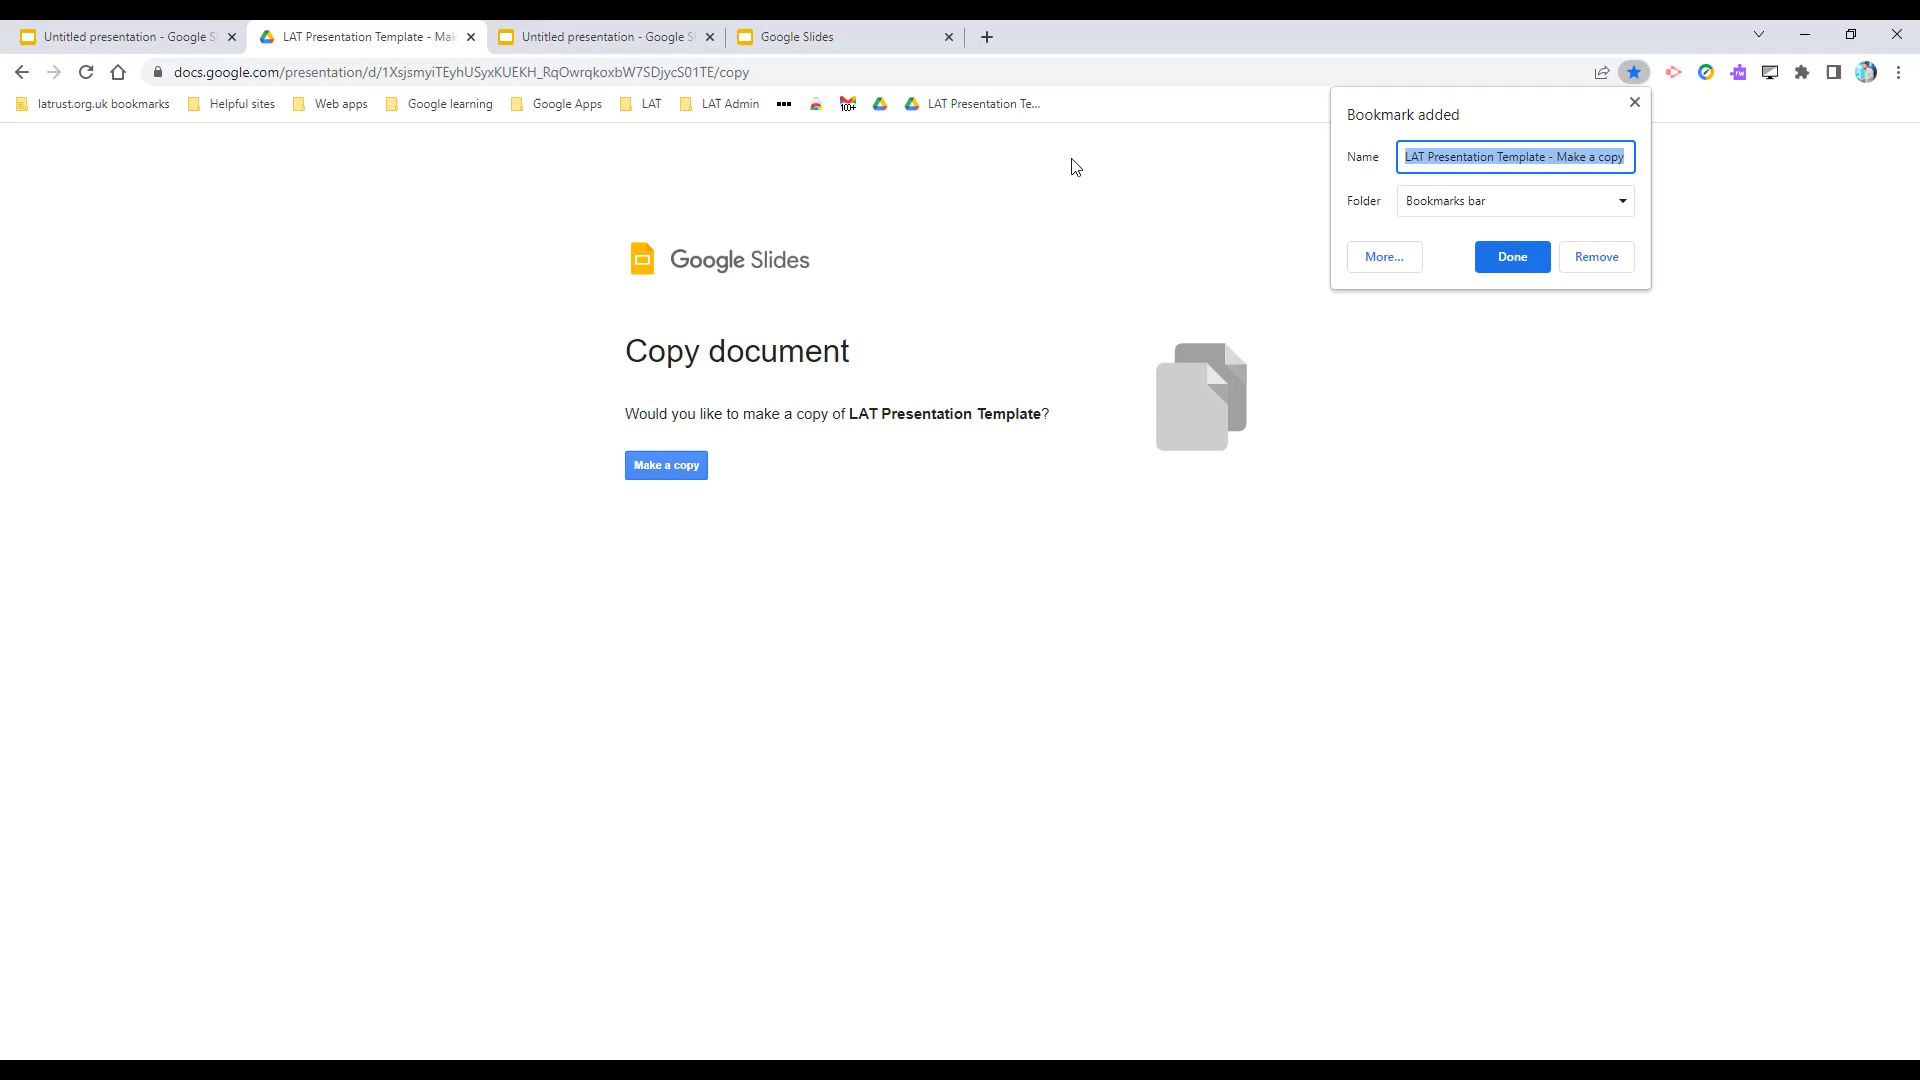 Untitled presentation - Google S
LAT Presentation Template - Mak
Untitled presentation - Google S
Google Slides
docs.google.com/presentation/d/1XsjsmyiTEyhUSyxKUEKH_RqOwrqkoxbW7SDjycS01TE/copy
latrust.org.uk bookmarks
Helpful sites
Web apps
Google learning
Google Apps
LAT
LAT Admin
100+
LAT Presentation Te...
Bookmark added
Name
LAT Presentation Template - Make a copy
Folder
Bookmarks bar
More...
Done
Remove
Google Slides
Copy document
Would you like to make a copy of LAT Presentation Template?
Make a copy